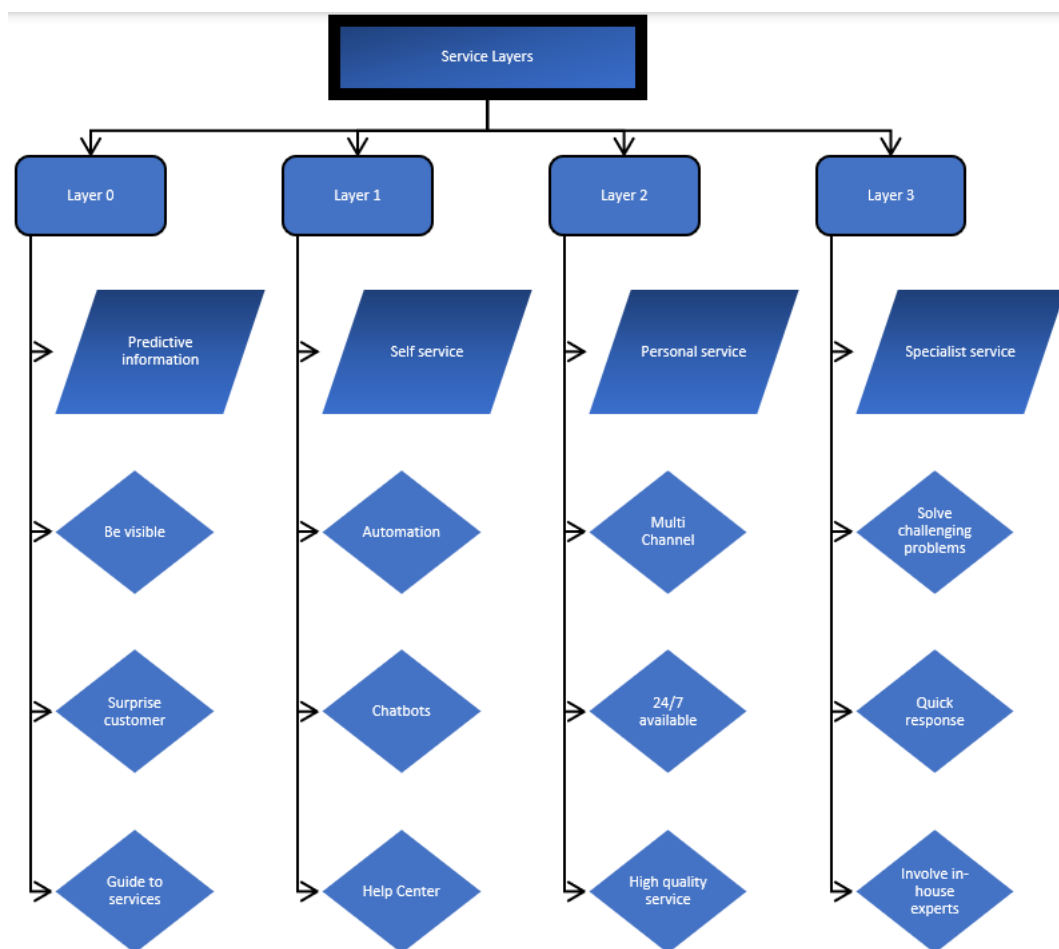 Service Layers
Layer 0
Layer 1
Layer 2
Layer 3
Predictive
information
Self service
Personal service
Specialist service
Be visible
Automation
Multi
Channel
Solve
challenging
problems
Surprise
customer
Chatbots
24/7
available
Quick
response
Guide to
services
Help Center
High quality
service
Involve in-
house
experts